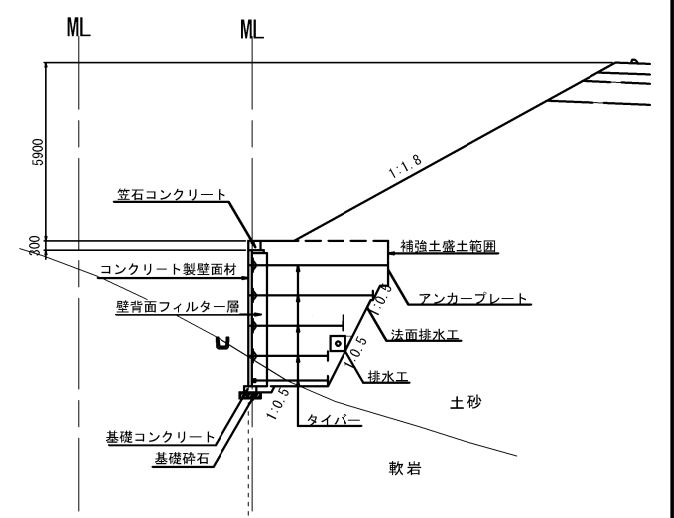 ML
ML
5900
1:1.8
笠石コンクリート
300
補強土盛土範囲
コンクリート製壁面材
アンカープレート
1:0.5
壁背面フィルター層
法面排水工
1:0.5
排水工
1:0.5
土砂
タイバー
基礎コンクリート
基礎砕石
軟岩